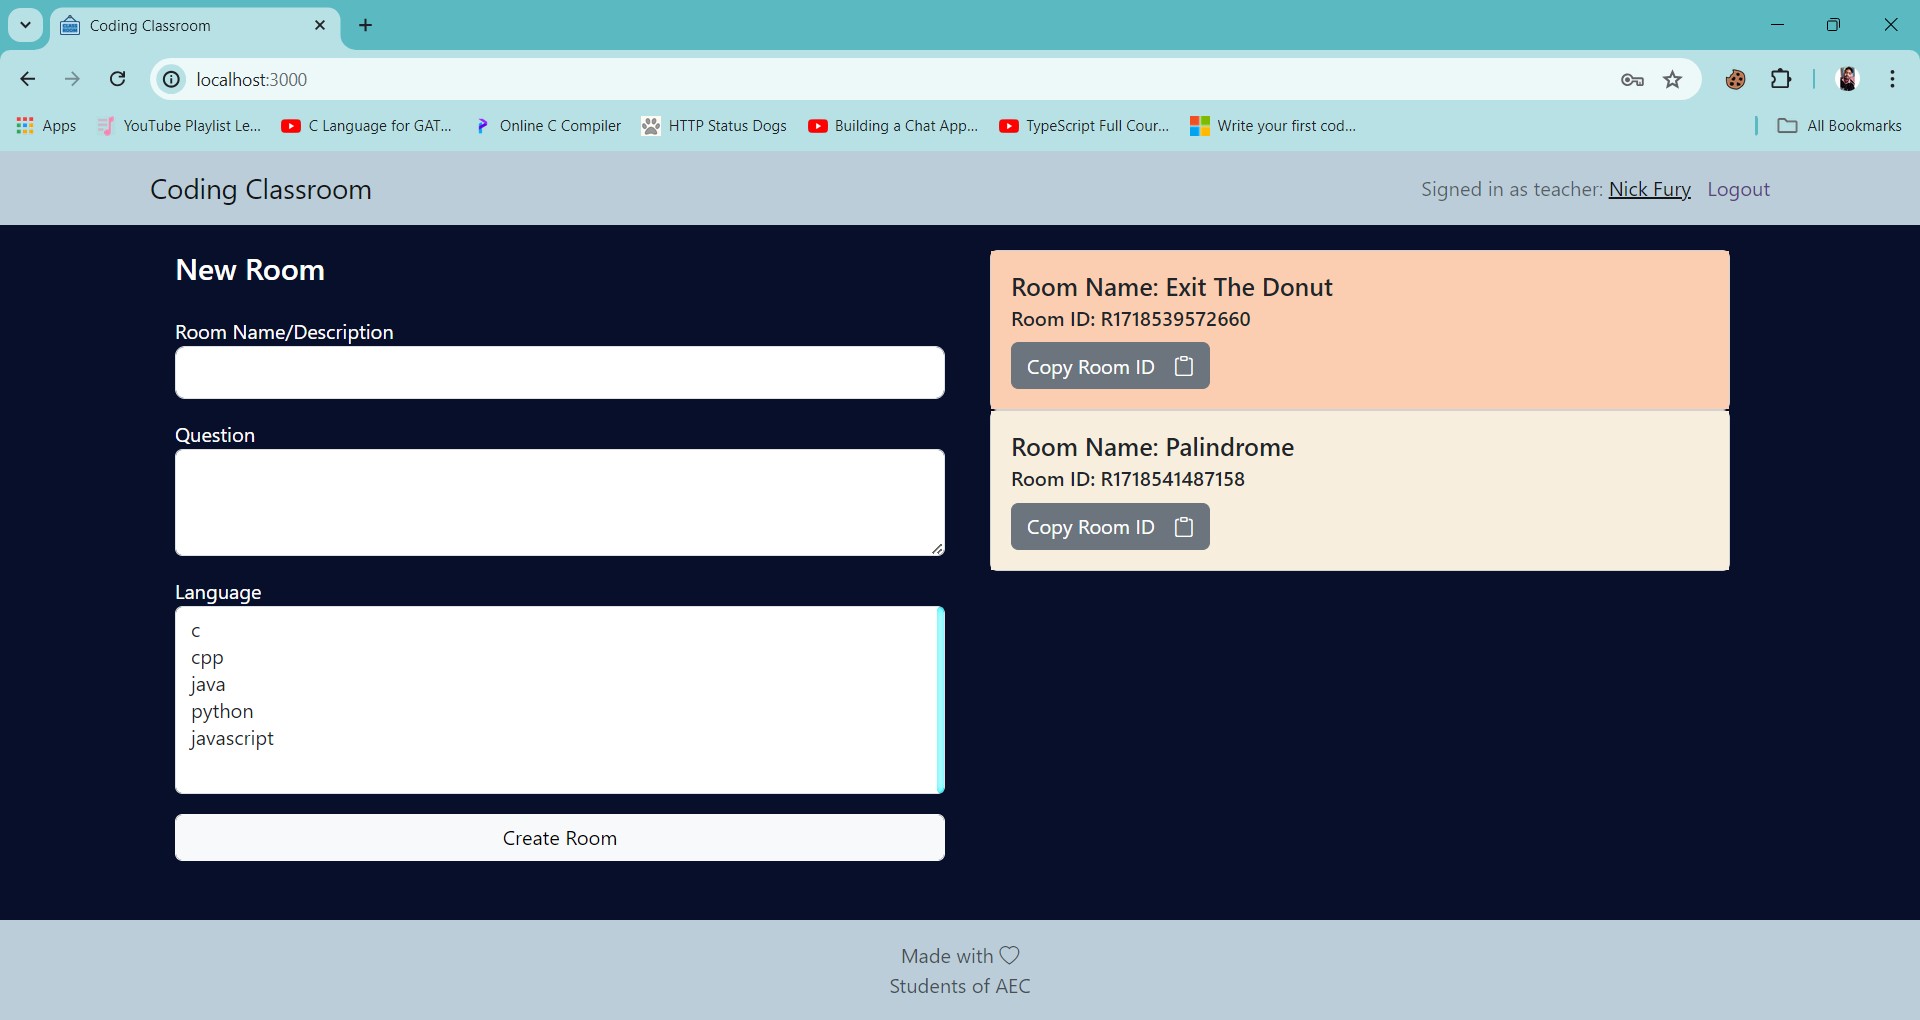 Coding Classroom
localhost:3000
Apps
YouTube Playlist Le...
C Language for GAT...
Online C Compiler
HTTP Status Dogs
Building a Chat App...
TypeScript Full Cour...
Write your first cod...
All Bookmarks
Coding Classroom
Signed in as teacher: Nick Fury Logout
New Room
Room Name/Description
Question
Language
c
cpp
java
python
javascript
Create Room
Room Name: Exit The Donut
Room ID: R1718539572660
Copy Room ID
Room Name: Palindrome
Room ID: R1718541487158
Copy Room ID
Made with
Students of AEC